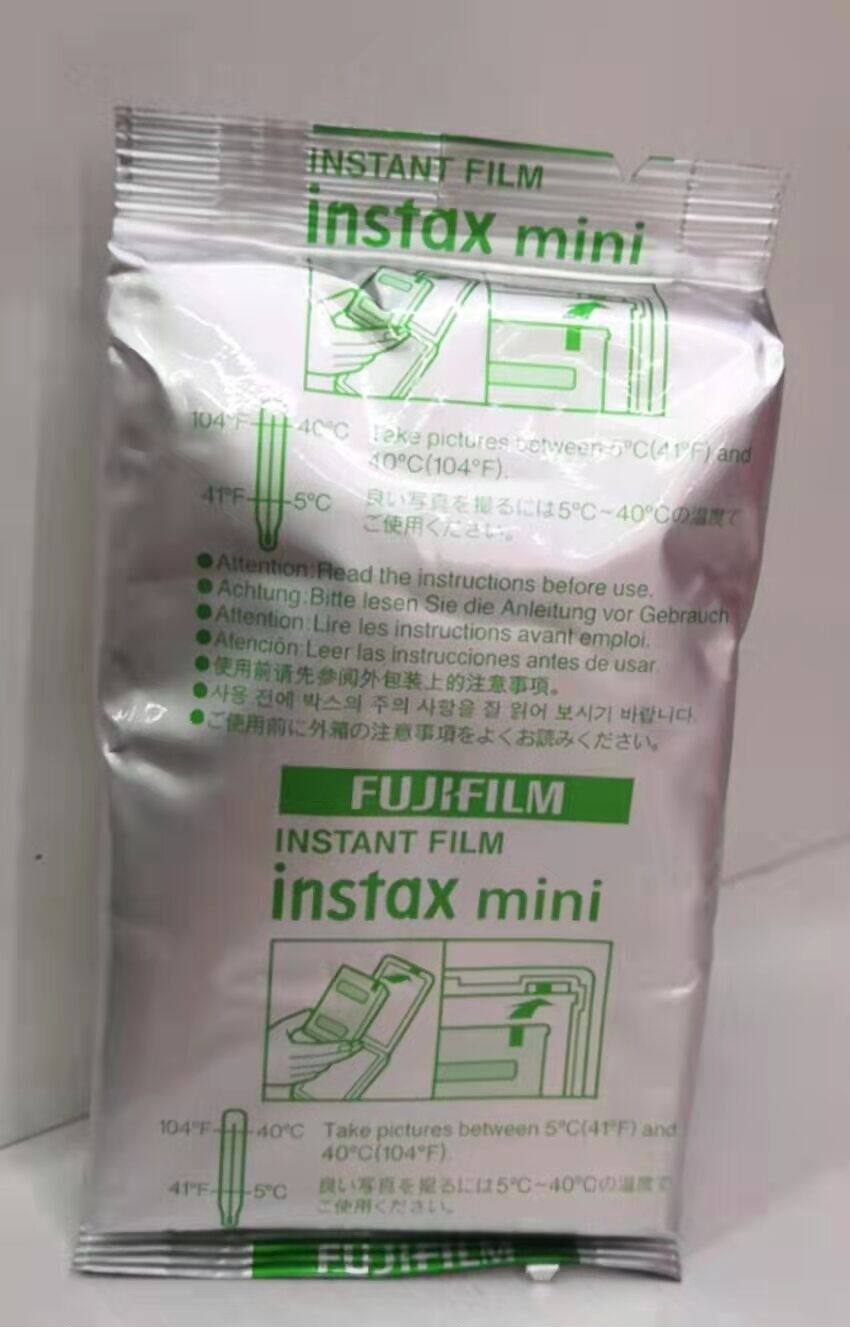 INSTANT FILM
instax mini
104°F 40°C
Take pictures between 5°C(41°F) and
40°C(104°F).
41°F 5°C
良い写真を撮るには5°C~40°Cの温度で
ご使用ください。
●Attention:Read the instructions before use.
●Achtung:Bitte lesen Sie die Anleitung vor Gebrauch
●Attention:Lire les instructions avant emploi.
●Atención:Leer las instrucciones antes de usar.
●使用前请先参阅外包装上的注意事项。
●사용 전에 박스의 주의 사항을 잘 읽어 보시기 바랍니다.
●ご使用前に外箱の注意事項をよくお読みください。
FUJIFILM
INSTANT FILM
instax mini
104°F 40°C
Take pictures between 5°C(41°F) and
40°C(104°F).
41°F 5°C
良い写真を撮るには5°C~40°Cの温度で
ご使用ください。
FUJIFILM